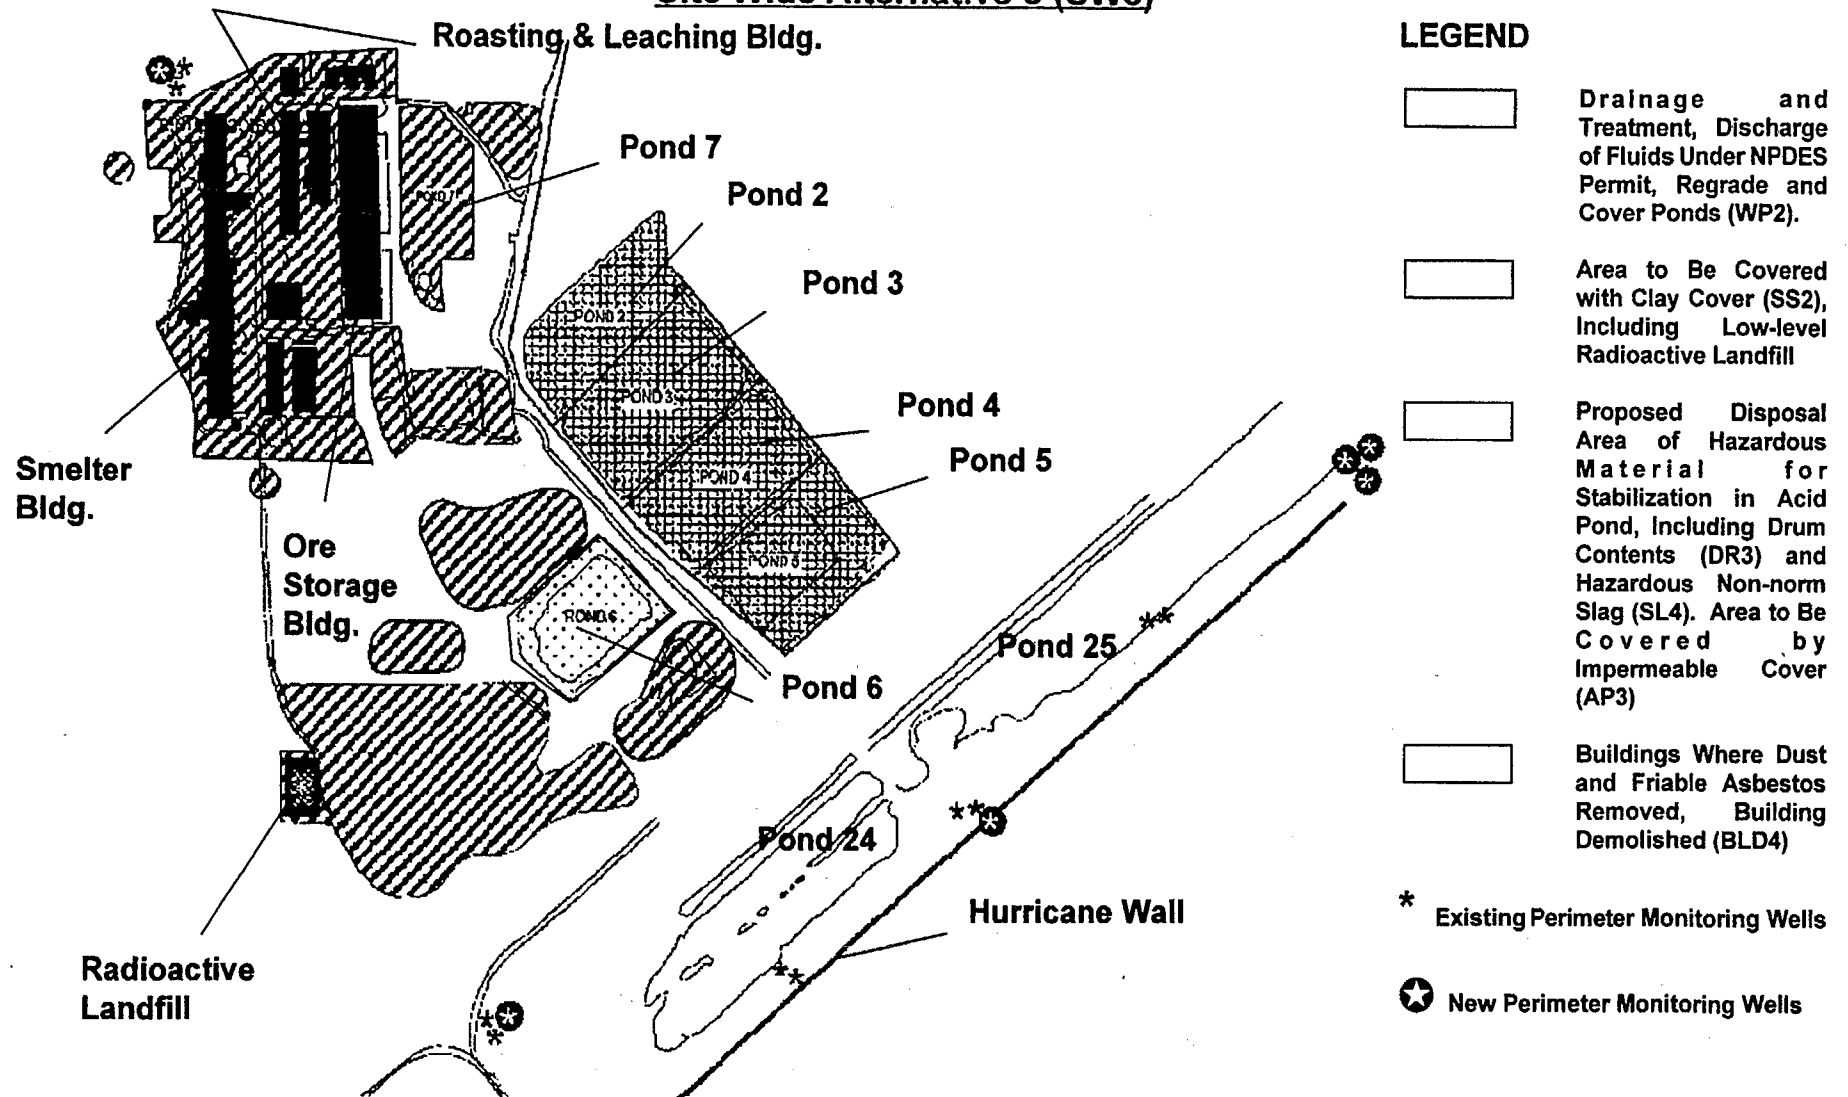 Roasting & Leaching Bldg.
Pond 7
Pond 2
Pond 3
Pond 4
Pond 5
POND 7
POND 2
POND 3
POND 4
POND 5
Smelter
Bldg.
Ore
Storage
Bldg.
POND 6
Pond 6
Pond 25
Pond 24
Hurricane Wall
Radioactive
Landfill
LEGEND
Drainage and
Treatment, Discharge
of Fluids Under NPDES
Permit, Regrade and
Cover Ponds (WP2).
Area to Be Covered
with Clay Cover (SS2),
Including Low-level
Radioactive Landfill
Proposed Disposal
Area of Hazardous
Material for
Stabilization in Acid
Pond, Including Drum
Contents (DR3) and
Hazardous Non-norm
Slag (SL4). Area to Be
Covered by
Impermeable Cover
(AP3)
Buildings Where Dust
and Friable Asbestos
Removed, Building
Demolished (BLD4)
* Existing Perimeter Monitoring Wells
New Perimeter Monitoring Wells